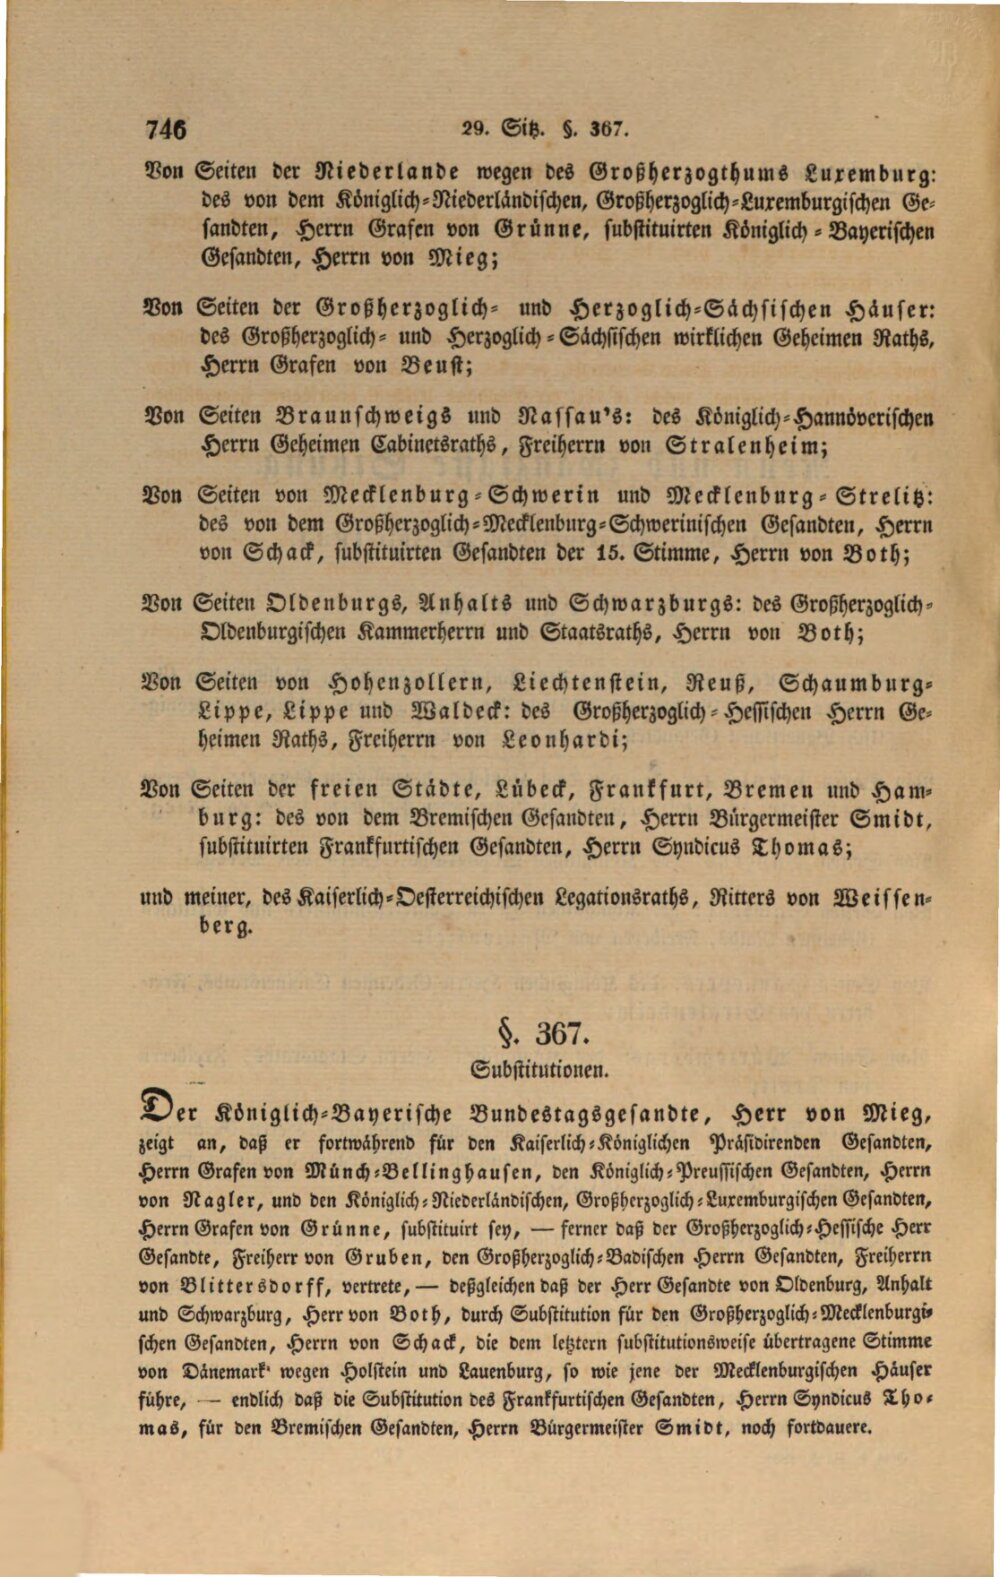 746 29. Sitz. §. 367.
Von Seiten der Niederlande wegen des Großherzogthums Luxemburg:
des von dem Königlich-Niederländischen, Großherzoglich-Luxemburgischen Ge-
sandten, Herrn Grafen von Grünne, substituirten Königlich-Bayerischen
Gesandten, Herrn von Mieg;
Von Seiten der Großherzoglich- und Herzoglich-Sächsischen Häuser:
des Großherzoglich- und Herzoglich-Sächsischen wirklichen Geheimen Raths,
Herrn Grafen von Beust;
Von Seiten Braunschweigs und Nassau's: des Königlich-Hannöverischen
Herrn Geheimen Cabinetsraths, Freiherrn von Stralenheim;
Von Seiten von Mecklenburg-Schwerin und Mecklenburg-Strelitz:
des von dem Großherzoglich-Mecklenburg-Schwerinischen Gesandten, Herrn
von Schack, substituirten Gesandten der 15. Stimme, Herrn von Both;
Von Seiten Oldenburgs, Anhalts und Schwarzburgs: des Großherzoglich-
Oldenburgischen Kammerherrn und Staatsraths, Herrn von Both;
Von Seiten von Hohenzollern, Liechtenstein, Reuß, Schaumburg-
Lippe, Lippe und Waldeck: des Großherzoglich-Hessischen Herrn Ge-
heimen Raths, Freiherrn von Leonhardi;
Von Seiten der freien Städte, Lübeck, Frankfurt, Bremen und Ham-
burg: des von dem Bremischen Gesandten, Herrn Bürgermeister Smidt,
substituirten Frankfurtischen Gesandten, Herrn Syndicus Thomas;
und meiner, des Kaiserlich-Oesterreichischen Legationsraths, Ritters von Weissen-
berg.
§. 367.
Substitutionen.
Der Königlich-Bayerische Bundestagsgesandte, Herr von Mieg,
zeigt an, daß er fortwährend für den Kaiserlich-Königlichen Präsidirenden Gesandten,
Herrn Grafen von Münch-Bellinghausen, den Königlich-Preussischen Gesandten, Herrn
von Nagler, und den Königlich-Niederländischen, Großherzoglich-Luxemburgischen Gesandten,
Herrn Grafen von Grünne, substituirt sey, — ferner daß der Großherzoglich-Hessische Herr
Gesandte, Freiherr von Gruben, den Großherzoglich-Badischen Herrn Gesandten, Freiherrn
von Blittersdorff, vertrete, — deßgleichen daß der Herr Gesandte von Oldenburg, Anhalt
und Schwarzburg, Herr von Both, durch Substitution für den Großherzoglich-Mecklenburgi-
schen Gesandten, Herrn von Schack, die dem letztern substitutionsweise übertragene Stimme
von Dänemark wegen Holstein und Lauenburg, so wie jene der Mecklenburgischen Häuser
führe, — endlich daß die Substitution des Frankfurtischen Gesandten, Herrn Syndicus Tho-
mas, für den Bremischen Gesandten, Herrn Bürgermeister Smidt, noch fortdauere.